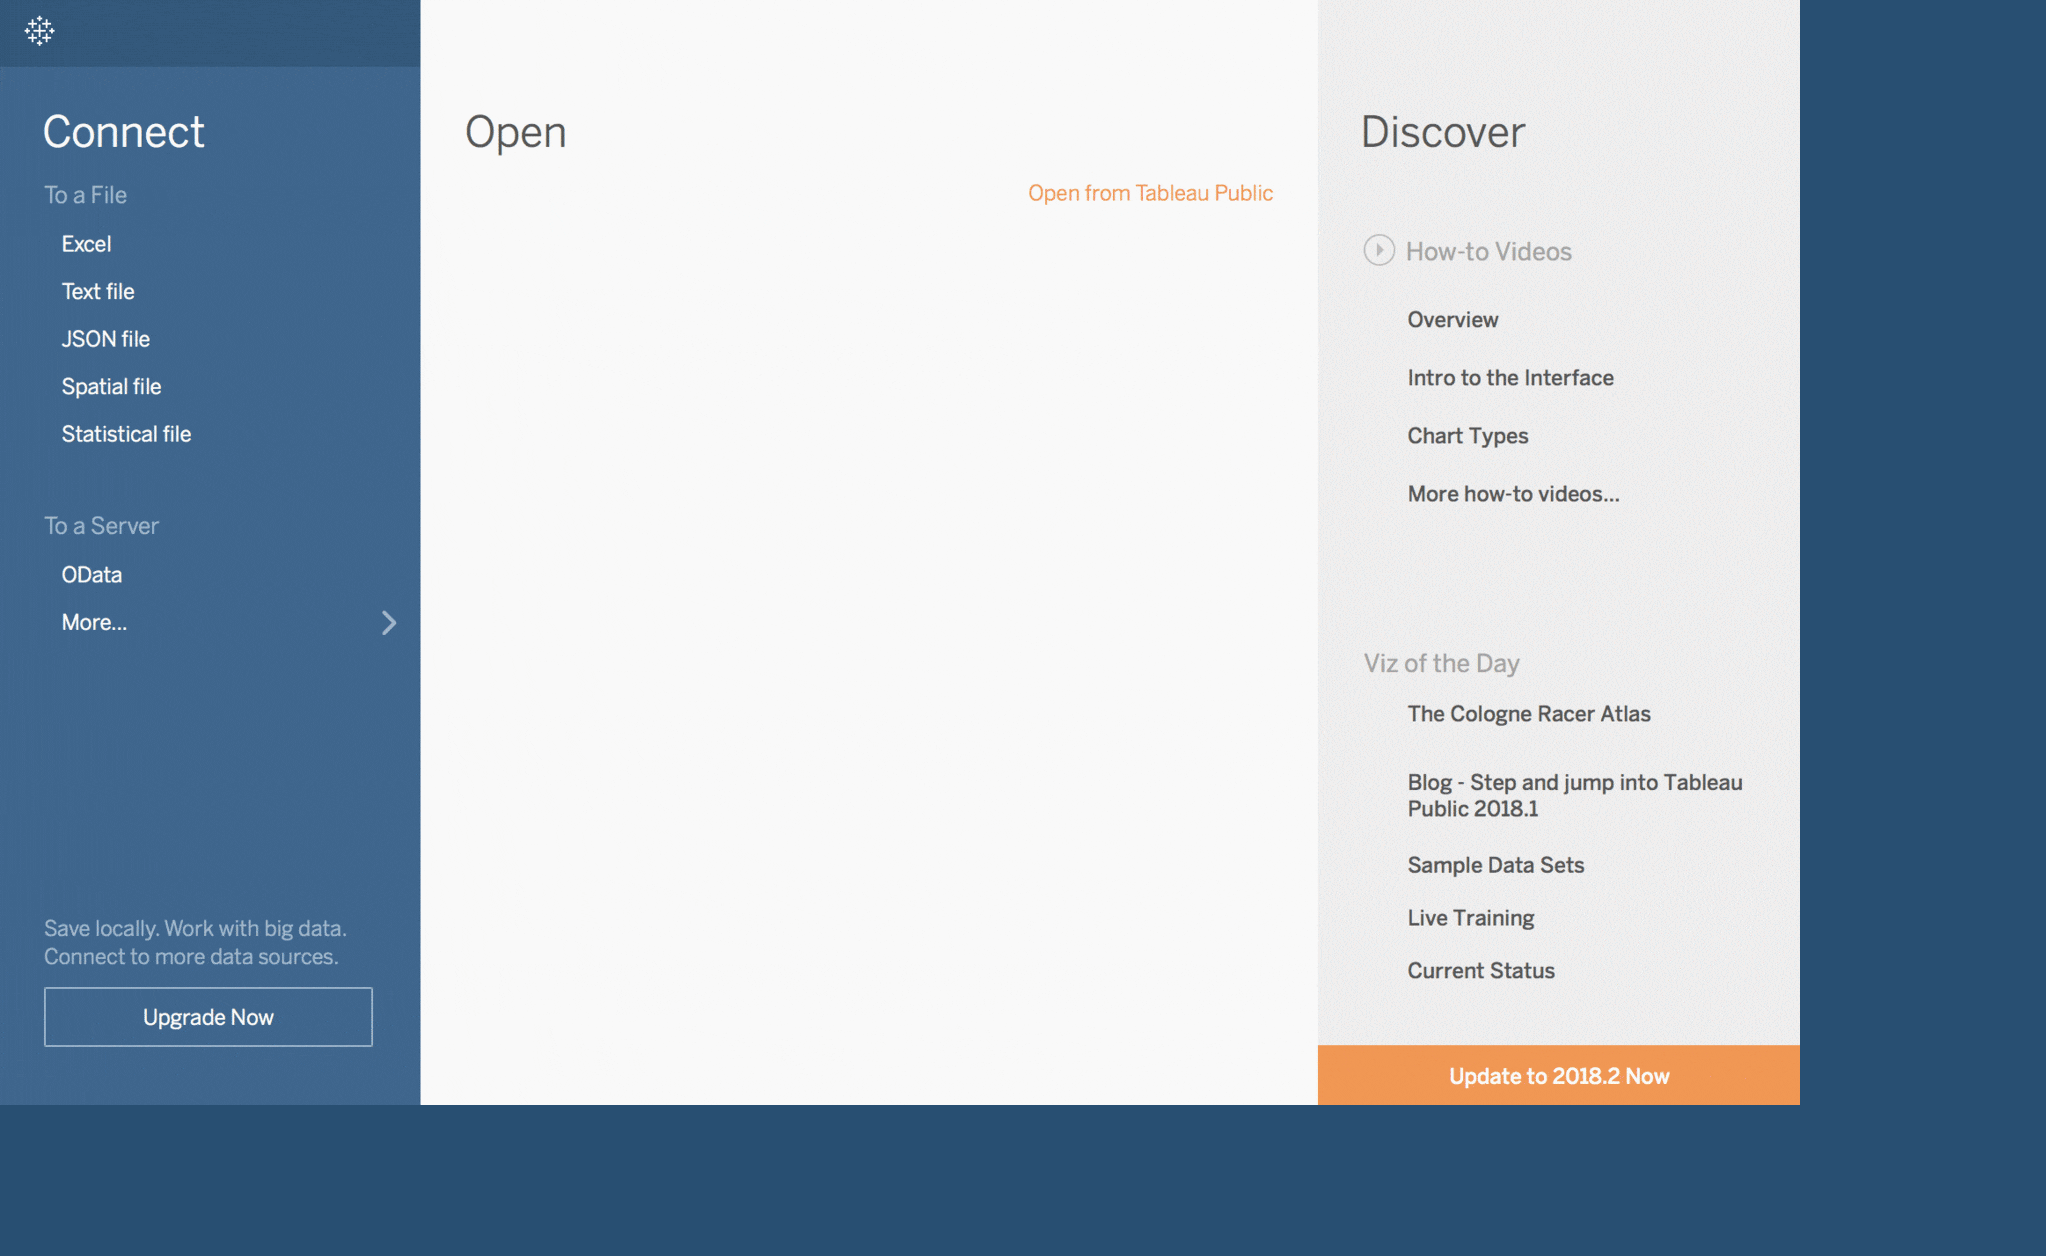 Connect
To a File
Excel
Text file
JSON file
Spatial file
Statistical file
To a Server
OData
More...
Save locally. Work with big data.
Connect to more data sources.
Upgrade Now
Open
Open from Tableau Public
Discover
How-to Videos
Overview
Intro to the Interface
Chart Types
More how-to videos...
Viz of the Day
The Cologne Racer Atlas
Blog - Step and jump into Tableau
Public 2018.1
Sample Data Sets
Live Training
Current Status
Update to 2018.2 Now